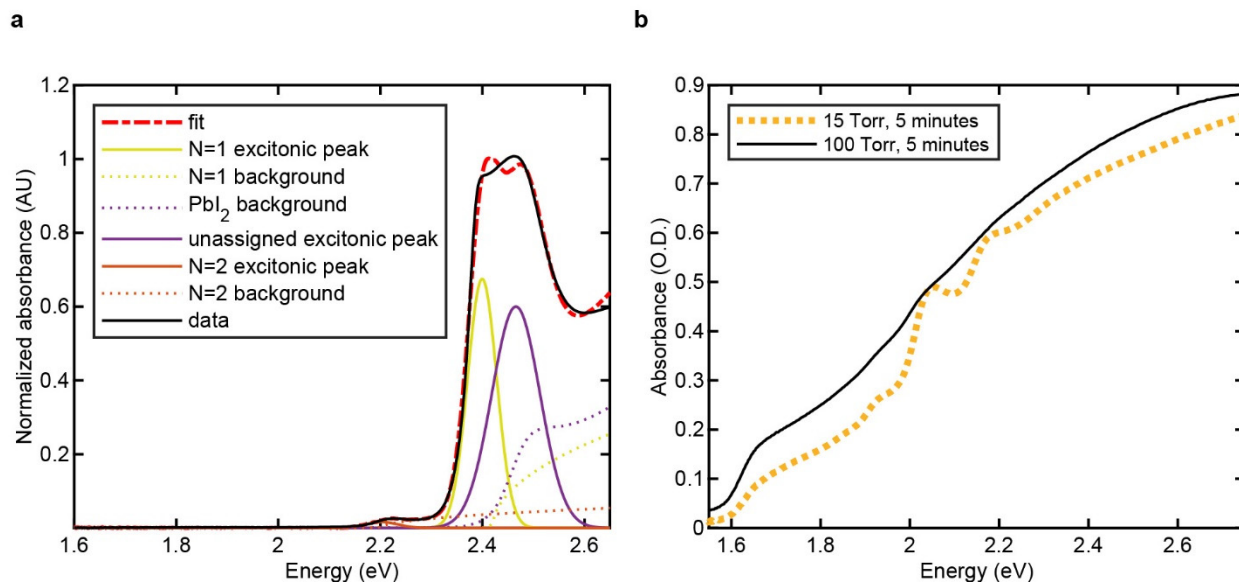 a
1.2
1
0.8
0.6
0.4
0.2
0
1.6
1.8
2
2.2
2.4
2.6
Normalized absorbance (AU)
Energy (eV)
fit
N=1 excitonic peak
N=1 background
PbI2 background
unassigned excitonic peak
N=2 excitonic peak
N=2 background
data
b
0.9
0.8
0.7
0.6
0.5
0.4
0.3
0.2
0.1
0
1.6
1.8
2
2.2
2.4
2.6
Absorbance (O.D.)
Energy (eV)
15 Torr, 5 minutes
100 Torr, 5 minutes